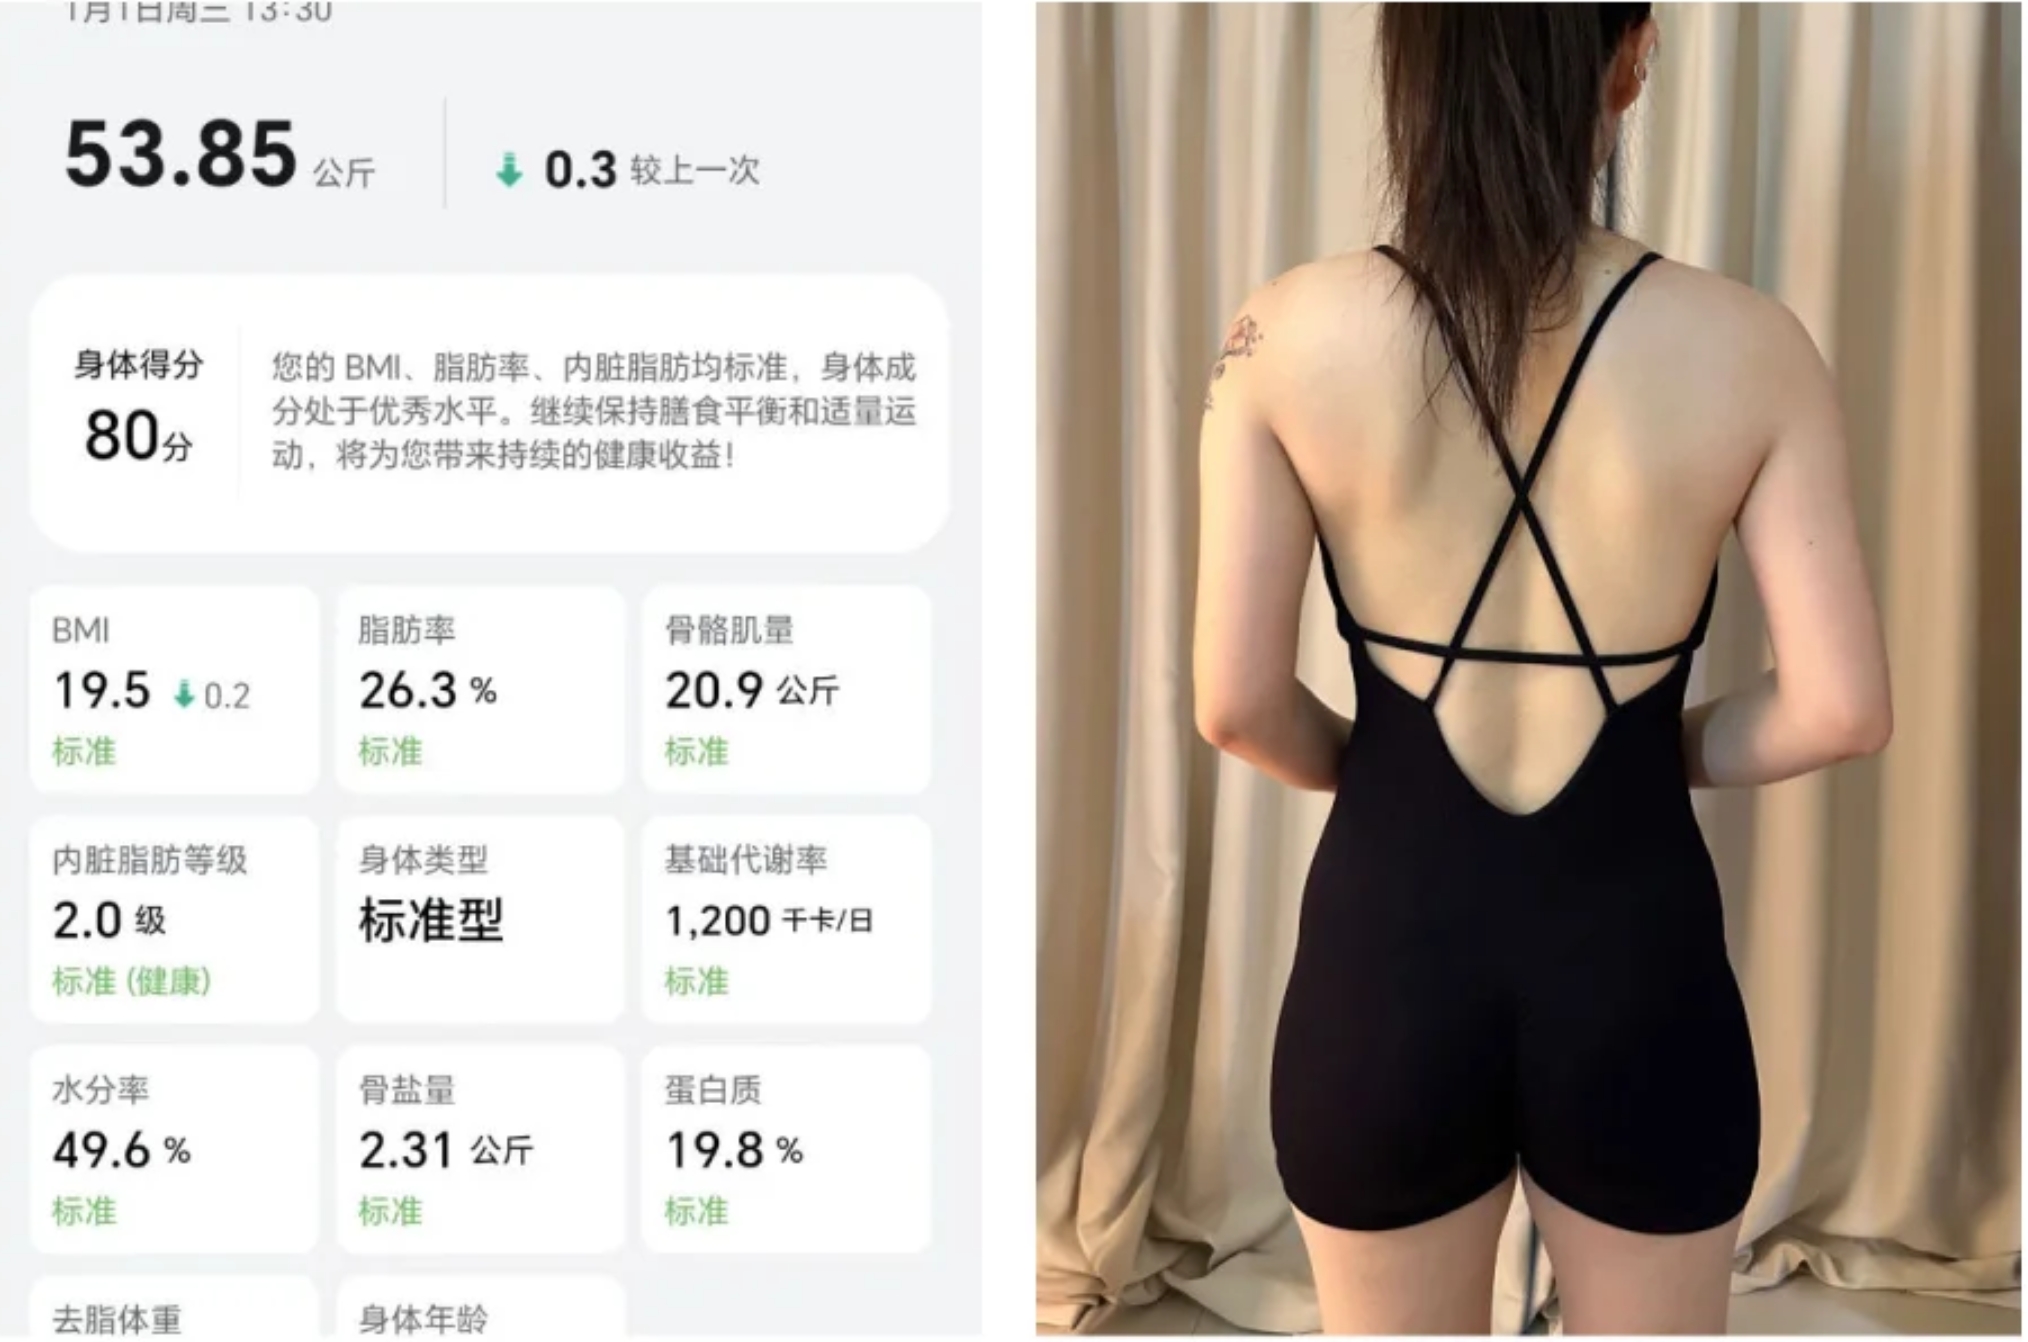 1月1日周三 13:30
53.85 公斤
0.3 较上一次
身体得分
80分
您的 BMI、脂肪率、内脏脂肪均标准，身体成
分处于优秀水平。继续保持膳食平衡和适量运
动，将为您带来持续的健康收益！
BMI 脂肪率 骨骼肌量
19.5 0.2 26.3 % 20.9 公斤
标准 标准 标准
内脏脂肪等级 身体类型 基础代谢率
2.0 级 标准型 1,200 千卡/日
标准 (健康) 标准
水分率 骨盐量 蛋白质
49.6 % 2.31 公斤 19.8 %
标准 标准 标准
去脂体重 身体年龄